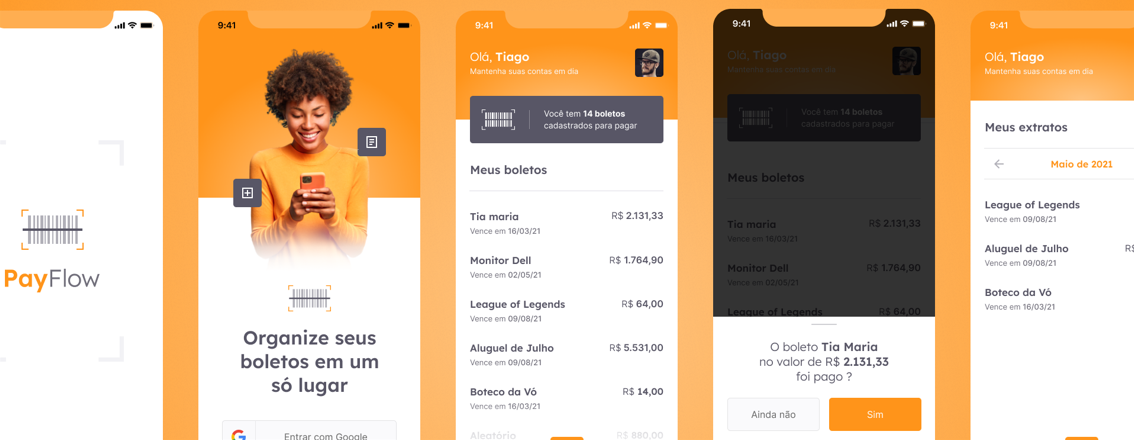 PayFlow
9:41
Organize seus
boletos em um
só lugar
Entrar com Google
9:41
Olá, Tiago
Mantenha suas contas em dia
Você tem 14 boletos
cadastrados para pagar
Meus boletos
Tia maria R$ 2.131,33
Vence em 16/03/21
Monitor Dell R$ 1.764,90
Vence em 02/05/21
League of Legends R$ 64,00
Vence em 09/08/21
Aluguel de Julho R$ 5.531,00
Vence em 09/08/21
Boteco da Vó R$ 14,00
Vence em 16/03/21
Aleatório R$ 880,00
9:41
Olá, Tiago
Mantenha suas contas em dia
Você tem 14 boletos
cadastrados para pagar
Meus boletos
Tia maria R$ 2.131,33
Vence em 16/03/21
Monitor Dell R$ 1.764,90
Vence em 02/05/21
League of Legends R$ 64,00
O boleto Tia Maria
no valor de R$ 2.131,33
foi pago ?
Ainda não Sim
9:41
Olá, Tiago
Mantenha suas contas em dia
Meus extratos
Maio de 2021
League of Legends
Vence em 09/08/21
Aluguel de Julho R$
Vence em 09/08/21
Boteco da Vó
Vence em 16/03/21